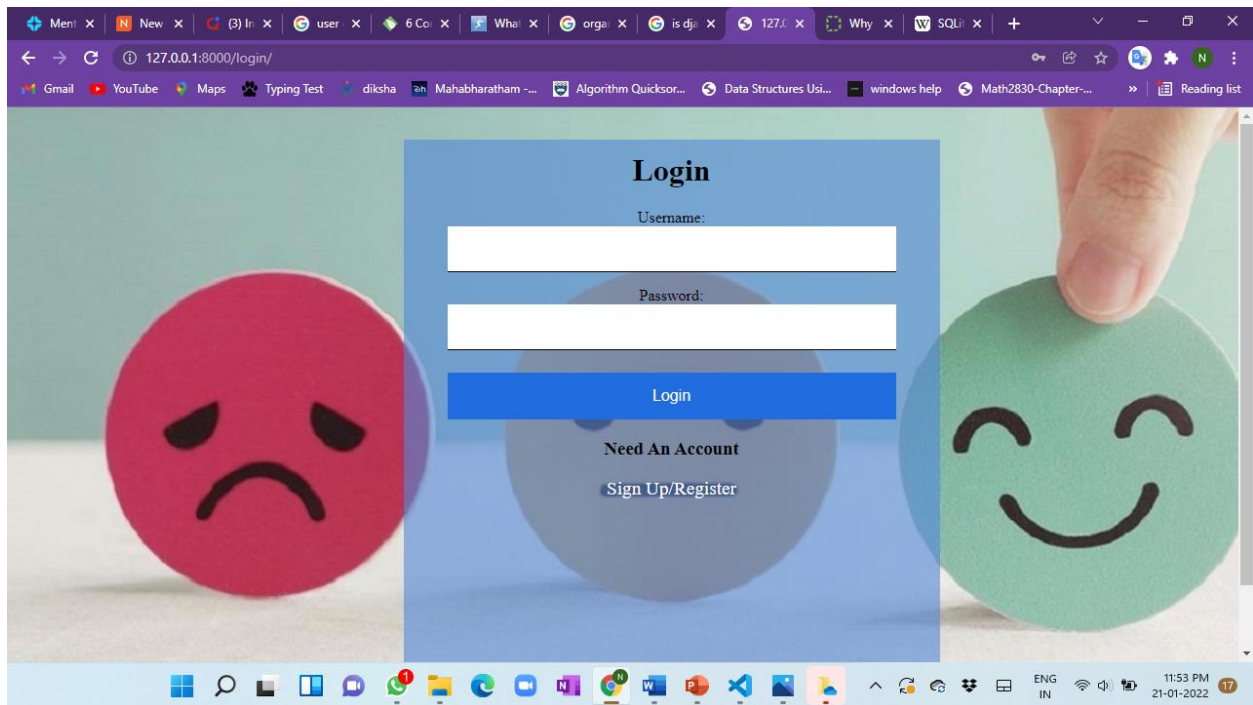 Ment
New
(3) In
user
6 Co
What
orga
is dja
127.0
Why
SQLit
127.0.0.1:8000/login/
N
Gmail
YouTube
Maps
Typing Test
diksha
Mahabharatham -...
Algorithm Quicksor...
Data Structures Usi...
windows help
Math2830-Chapter-...
»
Reading list
Login
Username:
Password:
Login
Need An Account
Sign Up/Register
1
N
ENG
IN
11:53 PM
21-01-2022
17